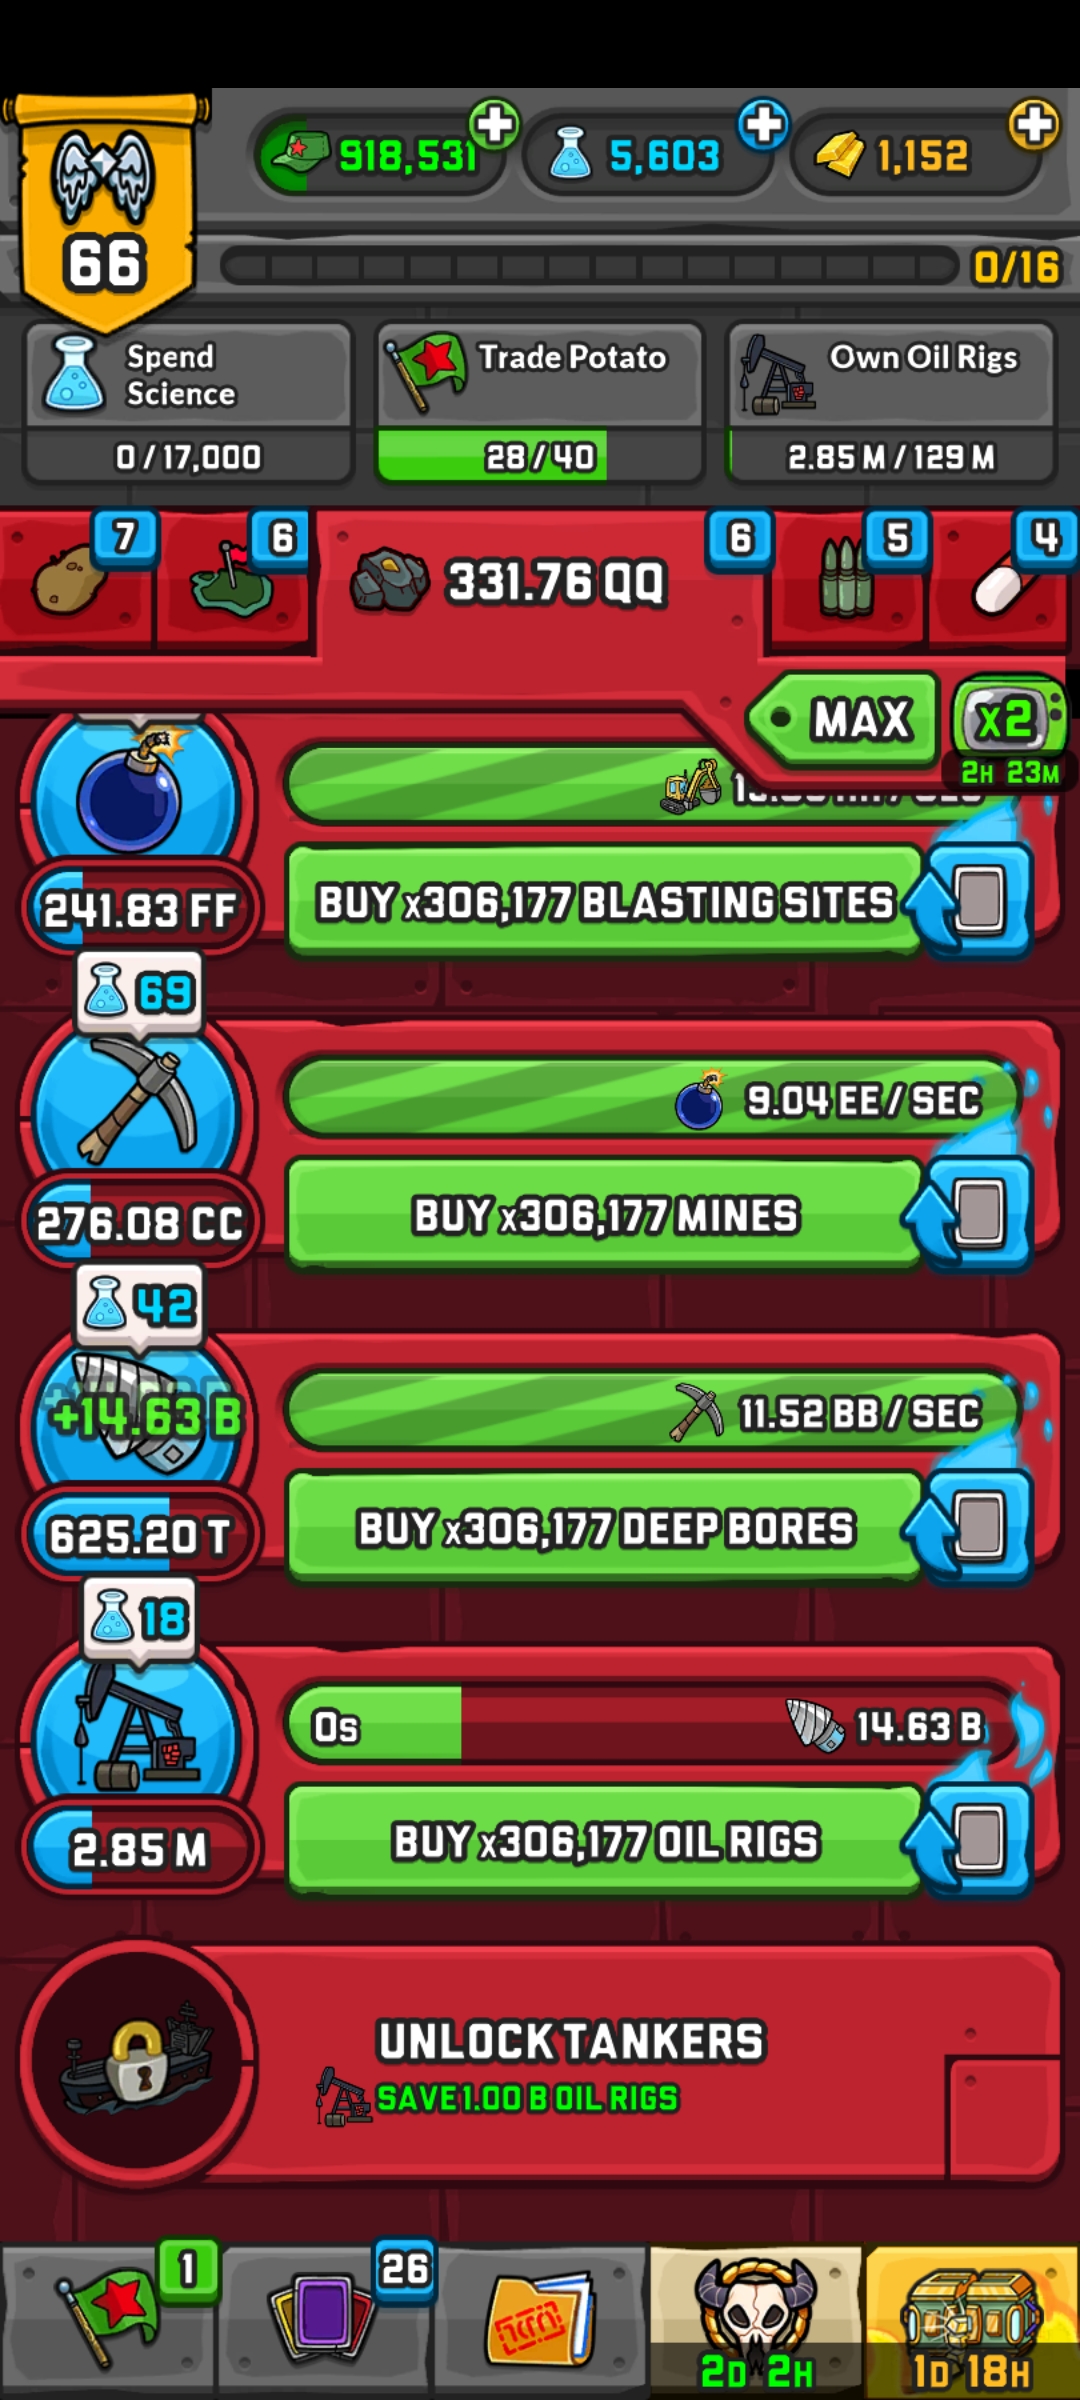 918,531
5,603
1,152
66
0/16
Spend
Science
0/17,000
Trade Potato
28/40
Own Oil Rigs
2.85 M/129 M
7
6
331.76 QQ
6
5
4
MAX
X2
2H 23M
241.83 FF
BUY x306,177 BLASTING SITES
69
9.04 EE/SEC
276.08 CC
BUY x306,177 MINES
42
+14.63 B
11.52 BB/SEC
625.20 T
BUY x306,177 DEEP BORES
18
0s
14.63 B
2.85 M
BUY x306,177 OIL RIGS
UNLOCK TANKERS
SAVE 1.00 B OIL RIGS
1
26
2D 2H
1D 18H